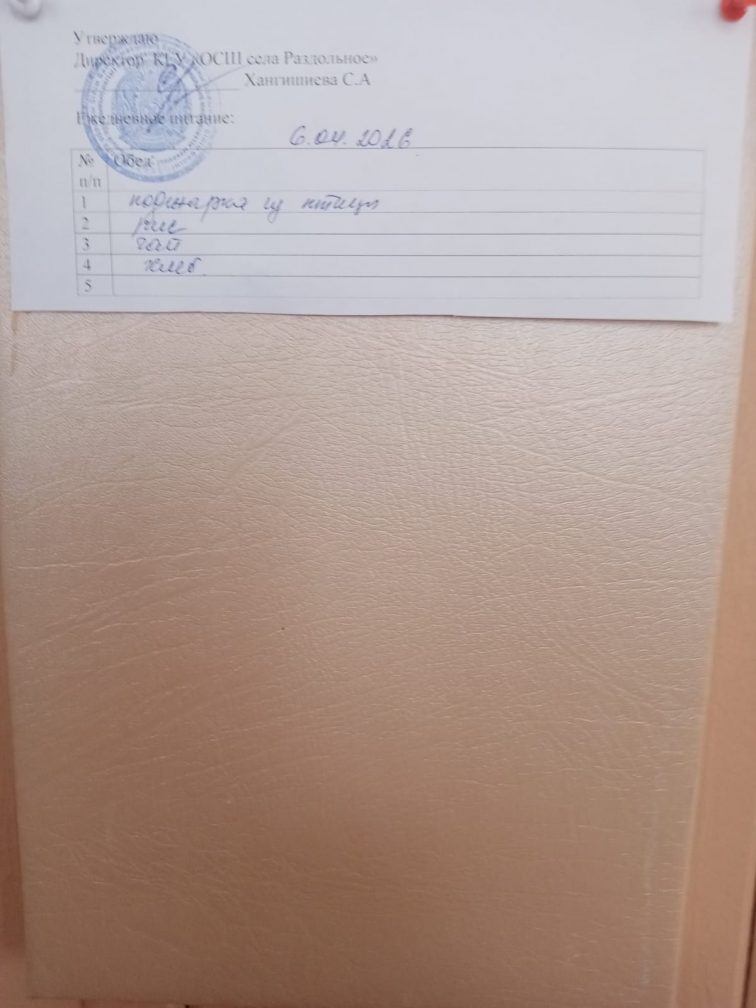 Утверждаю
Директор КГУ «ОСШ села Раздольное»
Хангишиева С.А
Ежедневное питание:
6.04.2026
№ п/п Обед:
1 поджарка из птицы
2 рис
3 чай
4 хлеб
5